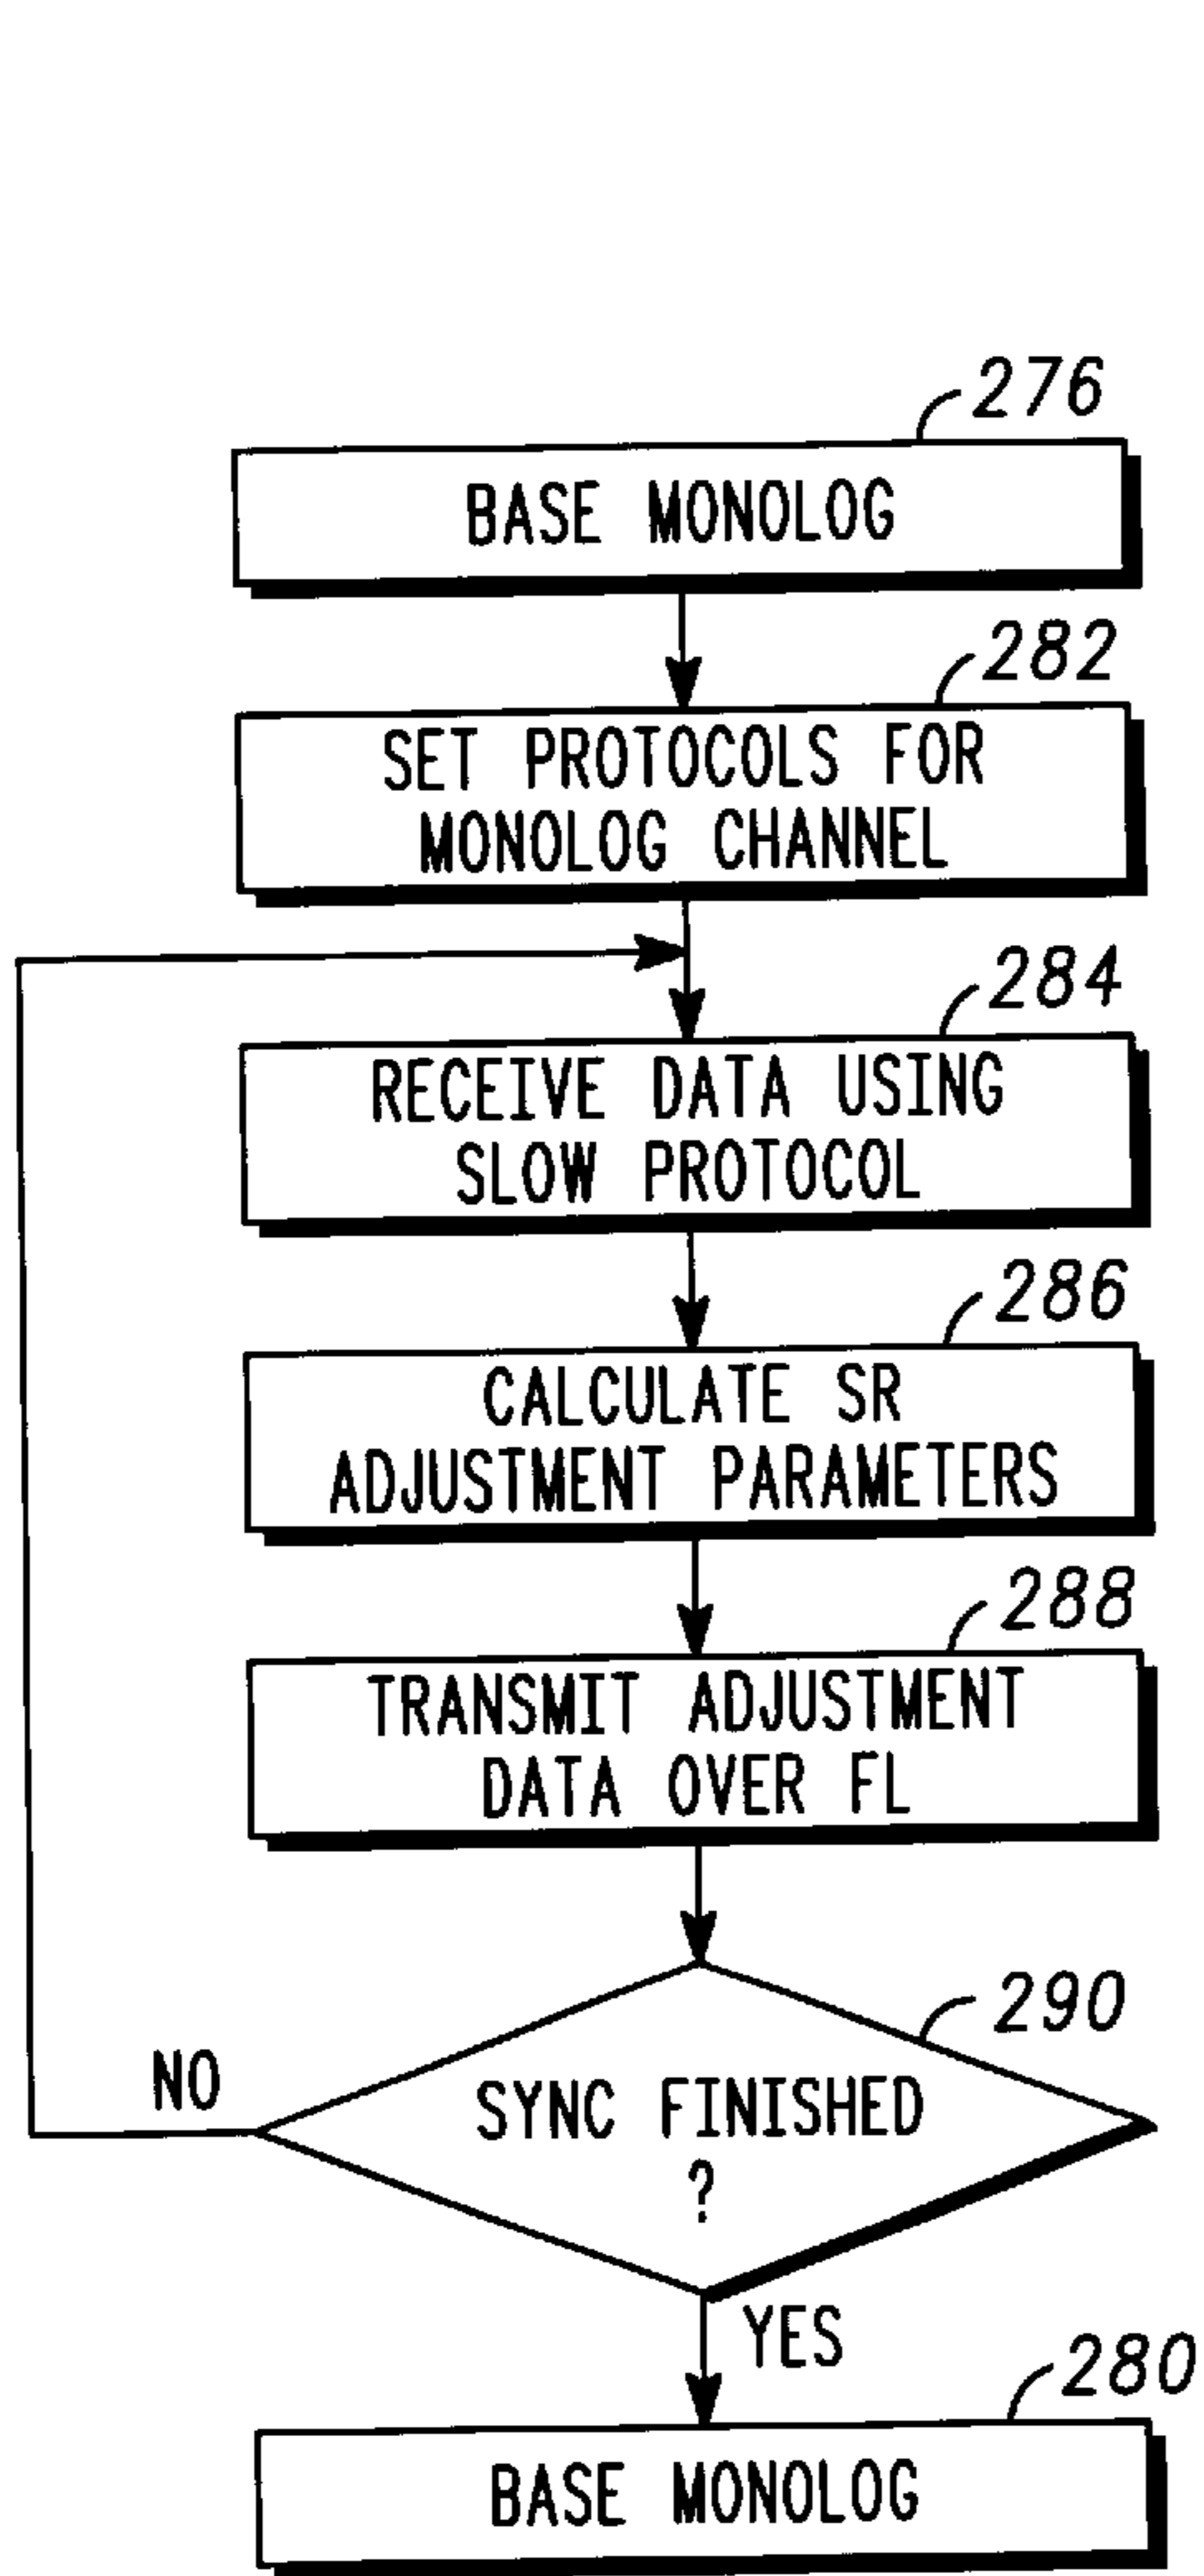 276
BASE MONOLOG
282
SET PROTOCOLS FOR
MONOLOG CHANNEL
284
RECEIVE DATA USING
SLOW PROTOCOL
286
CALCULATE SR
ADJUSTMENT PARAMETERS
288
TRANSMIT ADJUSTMENT
DATA OVER FL
290
SYNC FINISHED
?
NO
YES
280
BASE MONOLOG